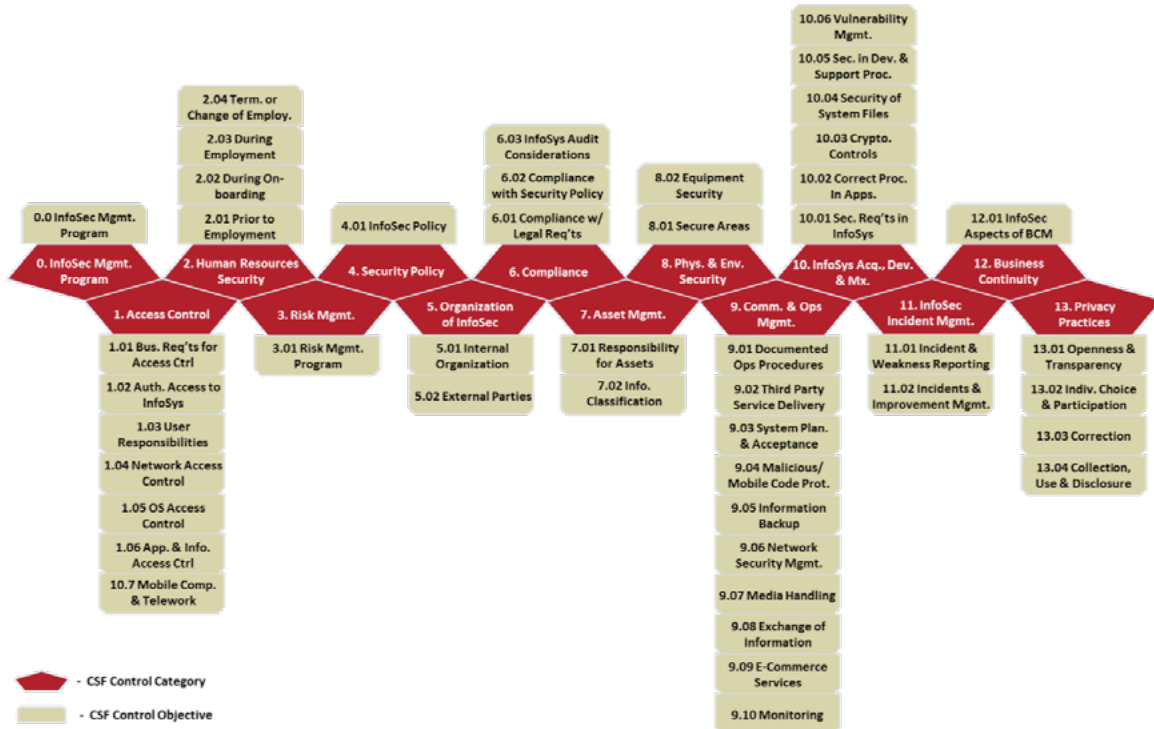 10.06 Vulnerability
Mgmt.
10.05 Sec. in Dev. &
Support Proc.
10.04 Security of
System Files
10.03 Crypto.
Controls
10.02 Correct Proc.
In Apps.
10.01 Sec. Req'ts in
InfoSys
2.04 Term. or
Change of Employ.
2.03 During
Employment
2.02 During On-
boarding
2.01 Prior to
Employment
6.03 InfoSys Audit
Considerations
6.02 Compliance
with Security Policy
6.01 Compliance w/
Legal Req'ts
8.02 Equipment
Security
8.01 Secure Areas
0.0 InfoSec Mgmt.
Program
4.01 InfoSec Policy
12.01 InfoSec
Aspects of BCM
0. InfoSec Mgmt.
Program
2. Human Resources
Security
4. Security Policy
6. Compliance
8. Phys. & Env.
Security
10. InfoSys Acq., Dev.
& Mx.
12. Business
Continuity
1. Access Control
3. Risk Mgmt.
5. Organization
of InfoSec
7. Asset Mgmt.
9. Comm. & Ops
Mgmt.
11. InfoSec
Incident Mgmt.
13. Privacy
Practices
1.01 Bus. Req'ts for
Access Ctrl
1.02 Auth. Access to
InfoSys
1.03 User
Responsibilities
1.04 Network Access
Control
1.05 OS Access
Control
1.06 App. & Info.
Access Ctrl
10.7 Mobile Comp.
& Telework
3.01 Risk Mgmt.
Program
5.01 Internal
Organization
5.02 External Parties
7.01 Responsibility
for Assets
7.02 Info.
Classification
9.01 Documented
Ops Procedures
9.02 Third Party
Service Delivery
9.03 System Plan.
& Acceptance
9.04 Malicious/
Mobile Code Prot.
9.05 Information
Backup
9.06 Network
Security Mgmt.
9.07 Media Handling
9.08 Exchange of
Information
9.09 E-Commerce
Services
9.10 Monitoring
11.01 Incident &
Weakness Reporting
11.02 Incidents &
Improvement Mgmt.
13.01 Openness &
Transparency
13.02 Indiv. Choice
& Participation
13.03 Correction
13.04 Collection,
Use & Disclosure
- CSF Control Category
- CSF Control Objective